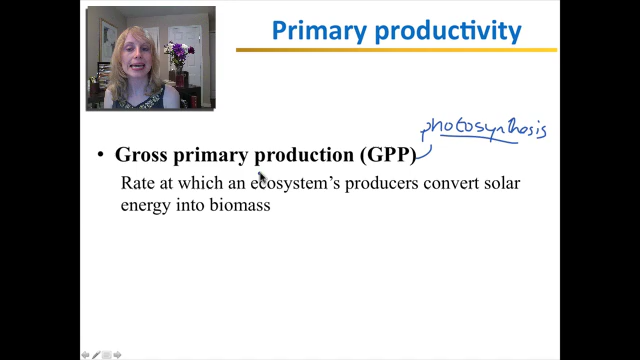 Primary productivity
photosynthesis
• Gross primary production (GPP)
Rate at which an ecosystem's producers convert solar
energy into biomass